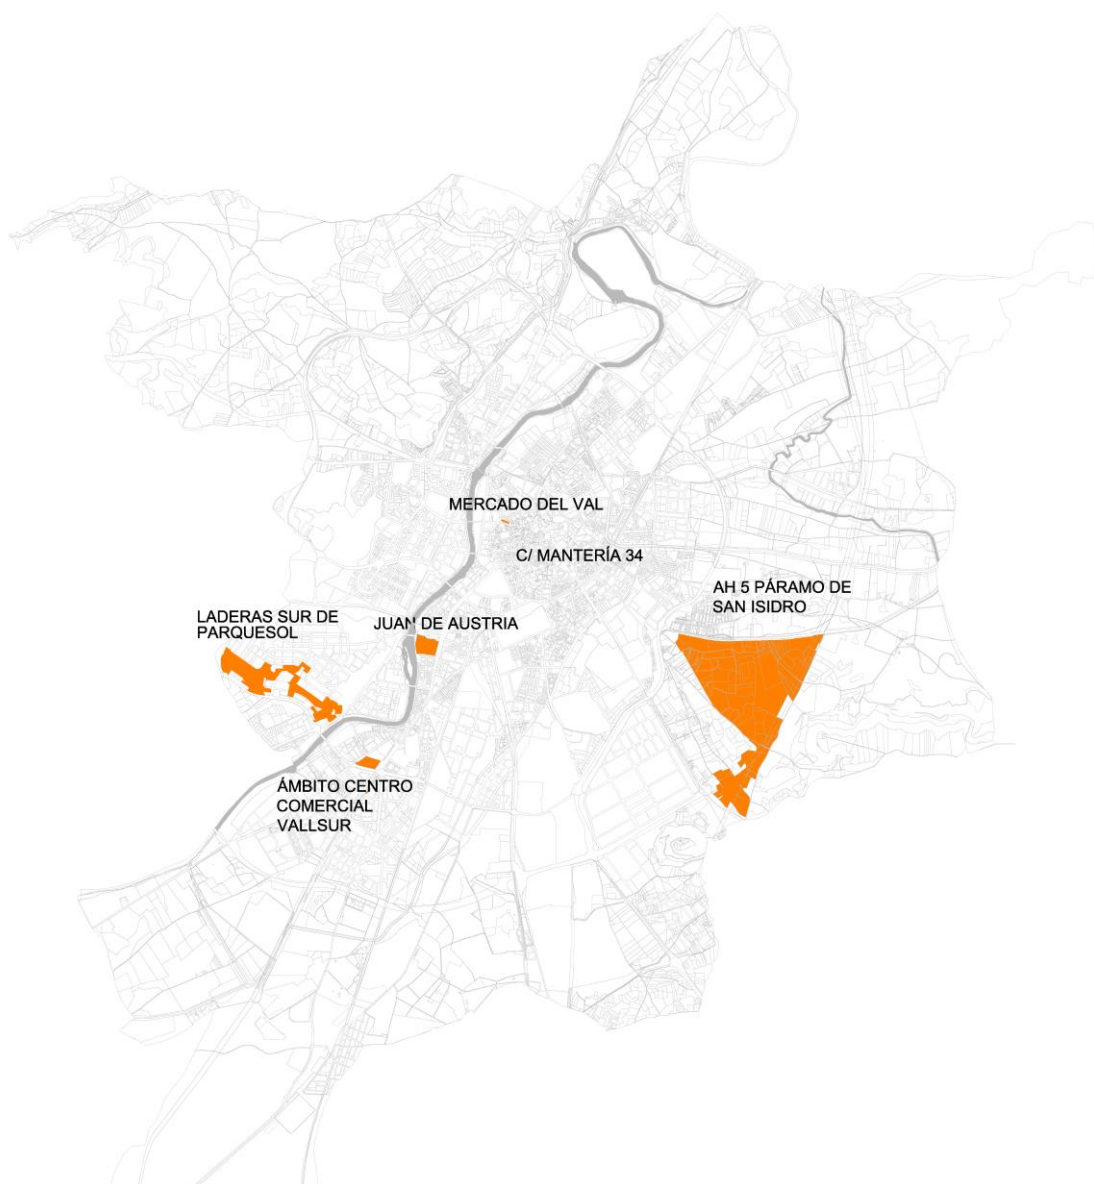 MERCADO DEL VAL
C/ MANTERÍA 34
AH 5 PÁRAMO DE
SAN ISIDRO
LADERAS SUR DE
PARQUESOL
JUAN DE AUSTRIA
ÁMBITO CENTRO
COMERCIAL
VALLSUR